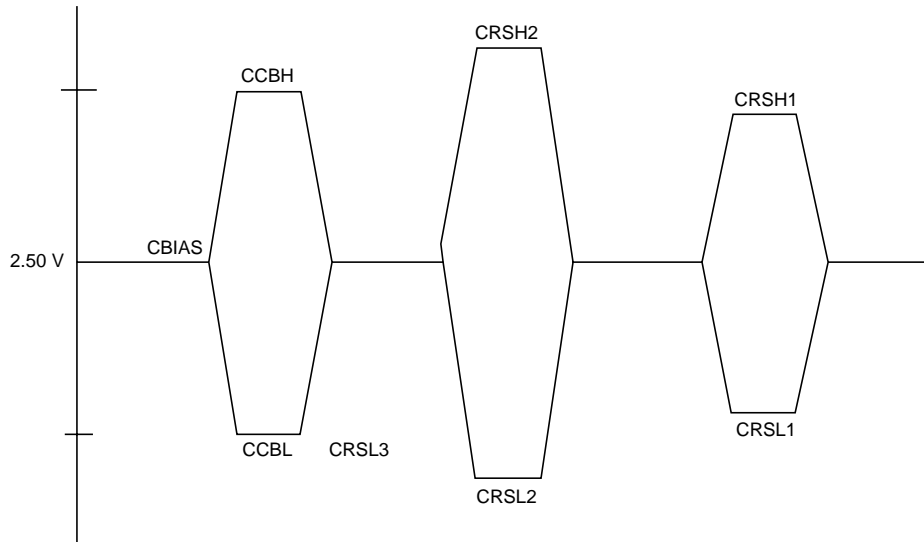 CRSH2
CCBH
CRSH1
CBIAS
2.50 V
CRSL1
CCBL CRSL3
CRSL2